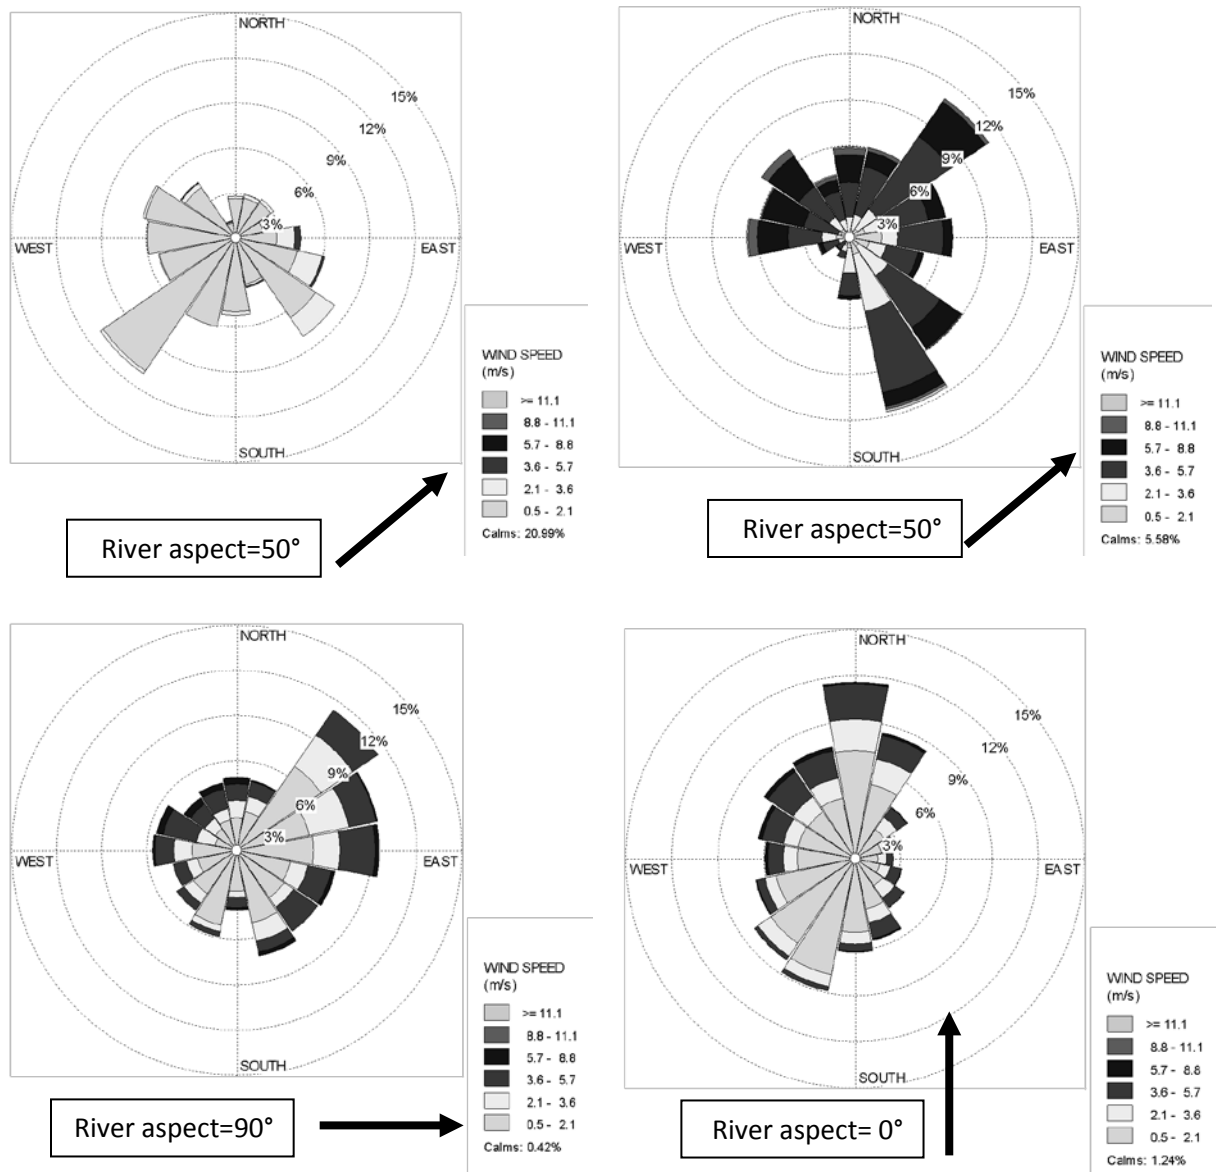 NORTH
15%
12%
9%
6%
3%
WEST
EAST
SOUTH
WIND SPEED
(m/s)
>= 11.1
8.8 - 11.1
5.7 - 8.8
3.6 - 5.7
2.1 - 3.6
0.5 - 2.1
Calms: 20.99%
River aspect=50°
NORTH
15%
12%
9%
6%
3%
WEST
EAST
SOUTH
WIND SPEED
(m/s)
>= 11.1
8.8 - 11.1
5.7 - 8.8
3.6 - 5.7
2.1 - 3.6
0.5 - 2.1
Calms: 5.58%
River aspect=50°
NORTH
15%
12%
9%
6%
3%
WEST
EAST
SOUTH
WIND SPEED
(m/s)
>= 11.1
8.8 - 11.1
5.7 - 8.8
3.6 - 5.7
2.1 - 3.6
0.5 - 2.1
Calms: 0.42%
River aspect=90°
NORTH
15%
12%
9%
6%
3%
WEST
EAST
SOUTH
WIND SPEED
(m/s)
>= 11.1
8.8 - 11.1
5.7 - 8.8
3.6 - 5.7
2.1 - 3.6
0.5 - 2.1
Calms: 1.24%
River aspect= 0°